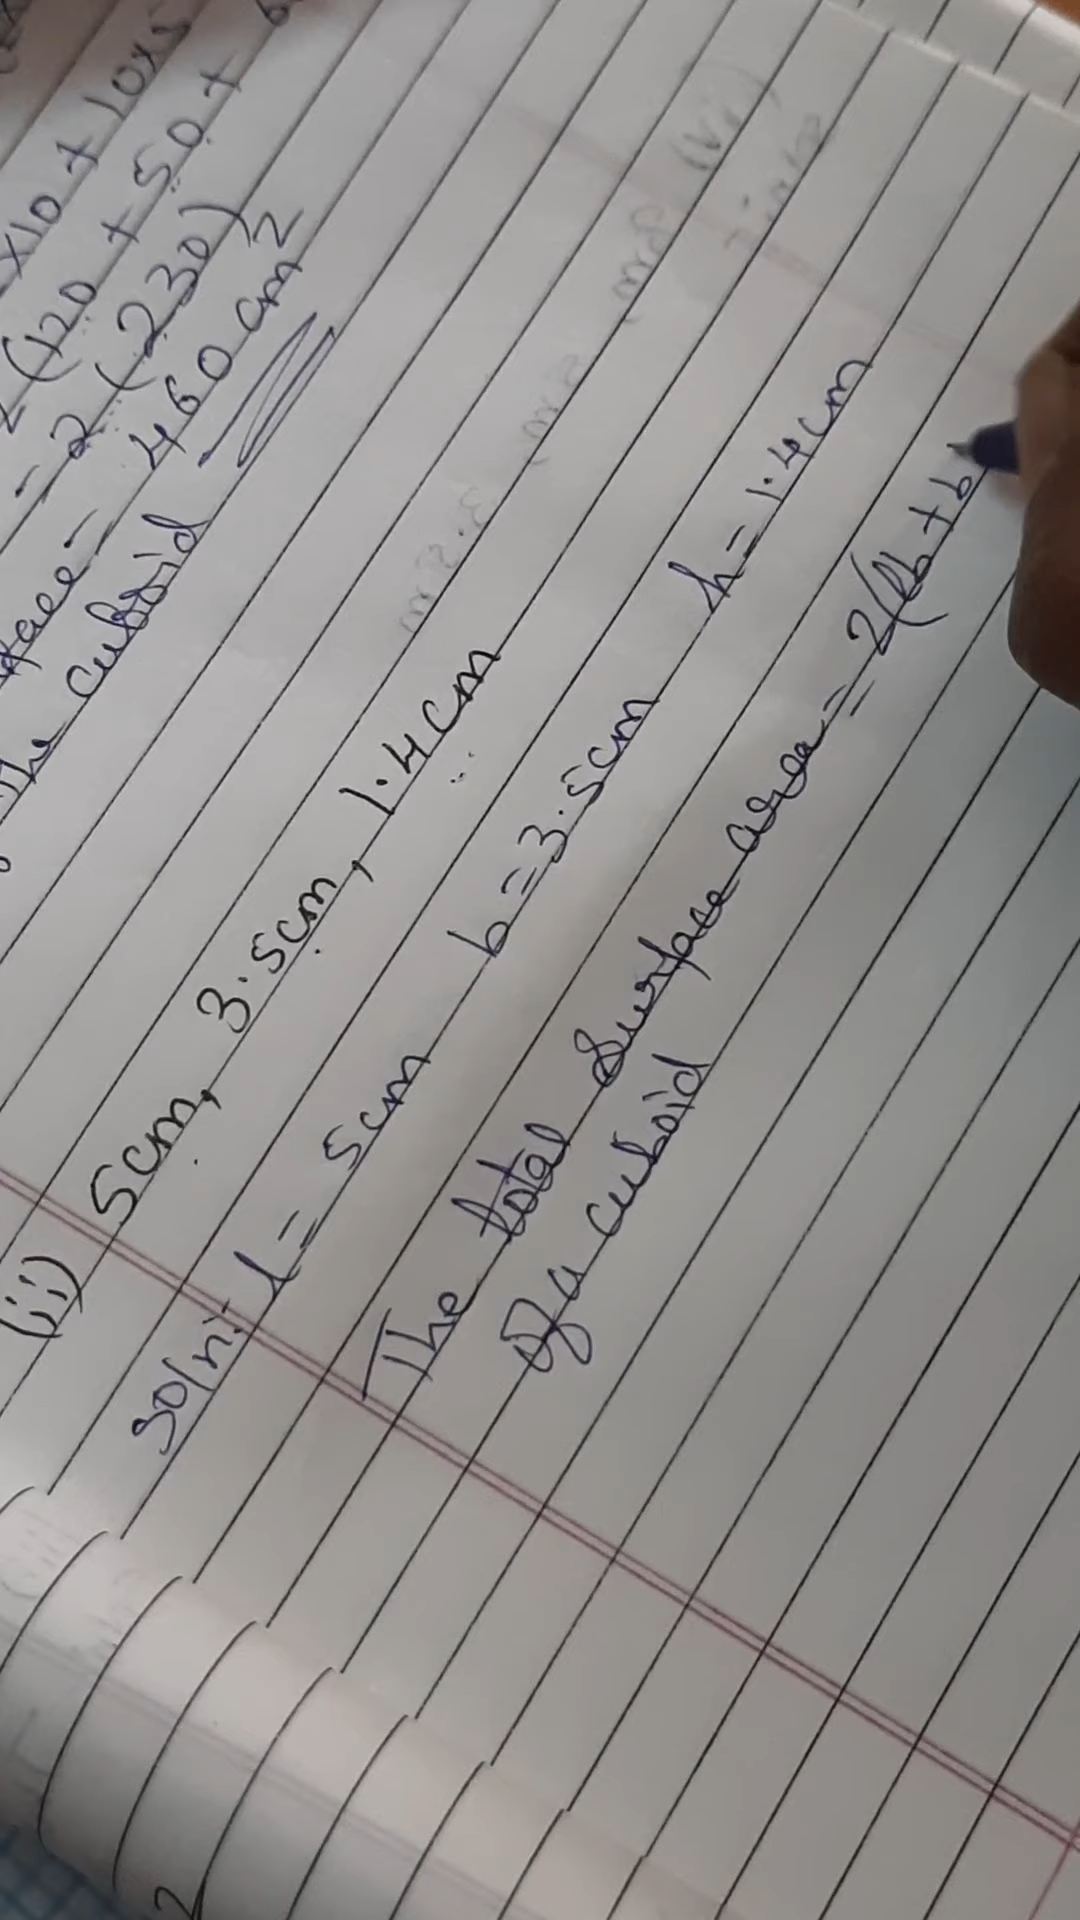 ×10 + 10×5
2(120 + 50 +
= 2(230)
= 460 cm2
the cuboid
(ii) 5cm, 3.5cm, 1.4cm
soln:- l = 5cm b = 3.5cm h = 1.4cm
The total surface area = 2(lb + b
of a cuboid